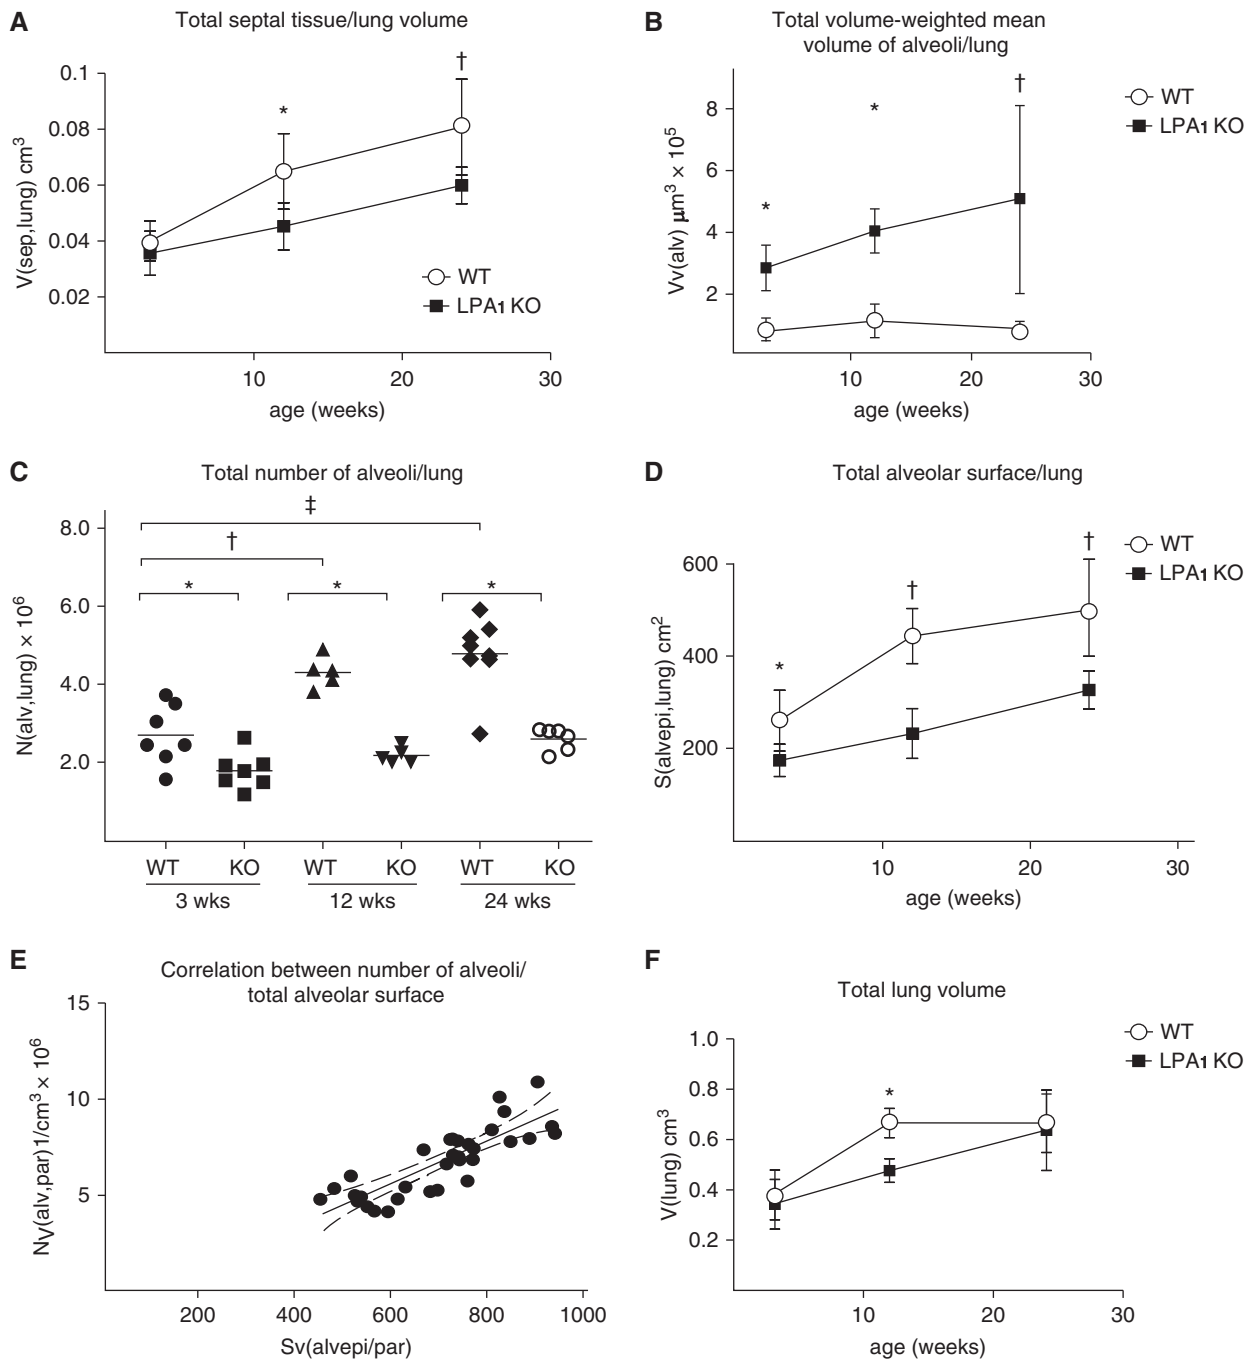 A
Total septal tissue/lung volume
†
*
0.1
0.08
0.06
0.04
0.02
V(sep,lung) cm³
WT
LPA1 KO
10
20
30
age (weeks)
B
Total volume-weighted mean
volume of alveoli/lung
†
*
*
8
6
4
2
Vv(alv) μm³ × 10⁵
WT
LPA1 KO
10
20
30
age (weeks)
C
Total number of alveoli/lung
‡
†
*
*
*
8.0
6.0
4.0
2.0
N(alv,lung) × 10⁶
WT
KO
WT
KO
WT
KO
3 wks
12 wks
24 wks
D
Total alveolar surface/lung
†
†
*
600
400
200
S(alvepi,lung) cm²
WT
LPA1 KO
10
20
30
age (weeks)
E
Correlation between number of alveoli/
total alveolar surface
15
10
5
NV(alv,par)1/cm³ × 10⁶
200
400
600
800
1000
Sv(alvepi/par)
F
Total lung volume
*
1.0
0.8
0.6
0.4
0.2
V(lung) cm³
WT
LPA1 KO
10
20
30
age (weeks)